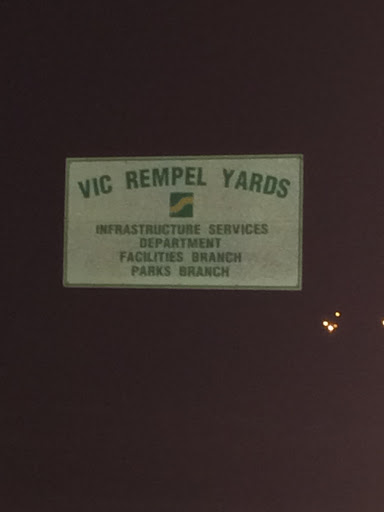 VIC REMPEL YARDS
INFRASTRUCTURE SERVICES
DEPARTMENT
FACILITIES BRANCH
PARKS BRANCH